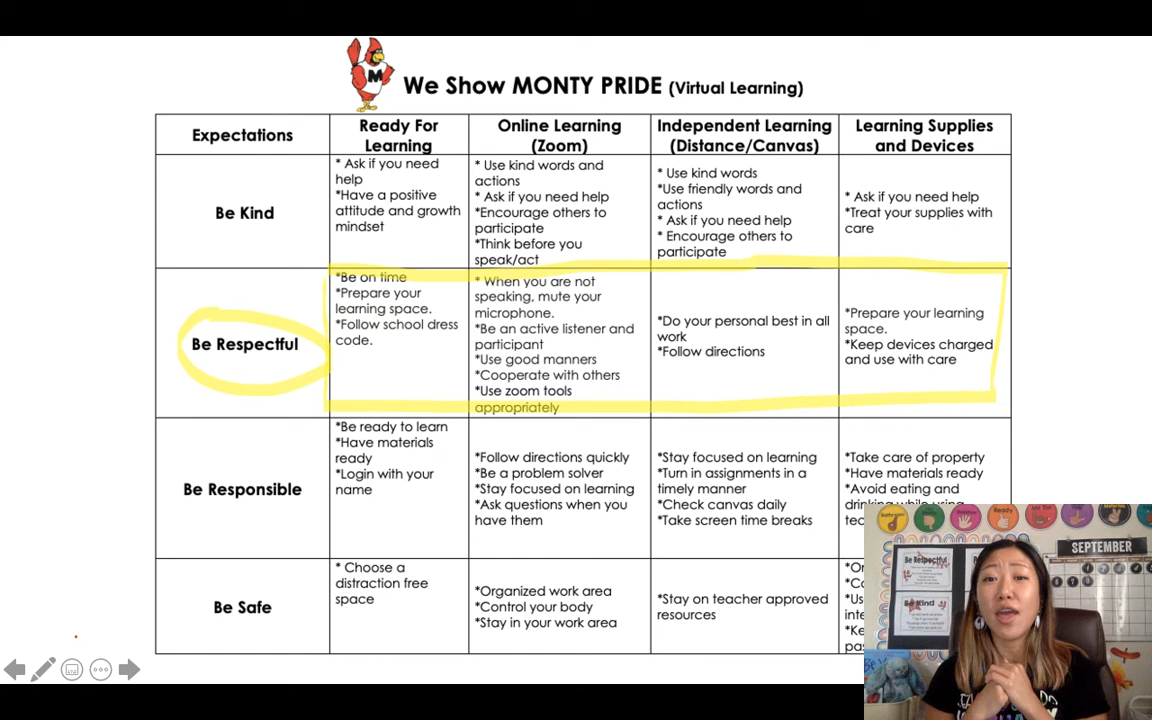 M
We Show MONTY PRIDE (Virtual Learning)
Expectations
Ready For
Learning
Online Learning
(Zoom)
Independent Learning
(Distance/Canvas)
Learning Supplies
and Devices
Be Kind
* Ask if you need
help
*Have a positive
attitude and growth
mindset
* Use kind words and
actions
* Ask if you need help
*Encourage others to
participate
*Think before you
speak/act
* Use kind words
*Use friendly words and
actions
* Ask if you need help
* Encourage others to
participate
* Ask if you need help
*Treat your supplies with
care
Be Respectful
*Be on time
*Prepare your
learning space.
*Follow school dress
code.
* When you are not
speaking, mute your
microphone.
*Be an active listener and
participant
*Use good manners
*Cooperate with others
*Use zoom tools
appropriately
*Do your personal best in all
work
*Follow directions
*Prepare your learning
space.
*Keep devices charged
and use with care
Be Responsible
*Be ready to learn
*Have materials
ready
*Login with your
name
*Follow directions quickly
*Be a problem solver
*Stay focused on learning
*Ask questions when you
have them
*Stay focused on learning
*Turn in assignments in a
timely manner
*Check canvas daily
*Take screen time breaks
*Take care of property
*Have materials ready
*Avoid eating and
Be Safe
* Choose a
distraction free
space
*Organized work area
*Control your body
*Stay in your work area
*Stay on teacher approved
resources
SEPTEMBER
Be Respectful
Be Kind